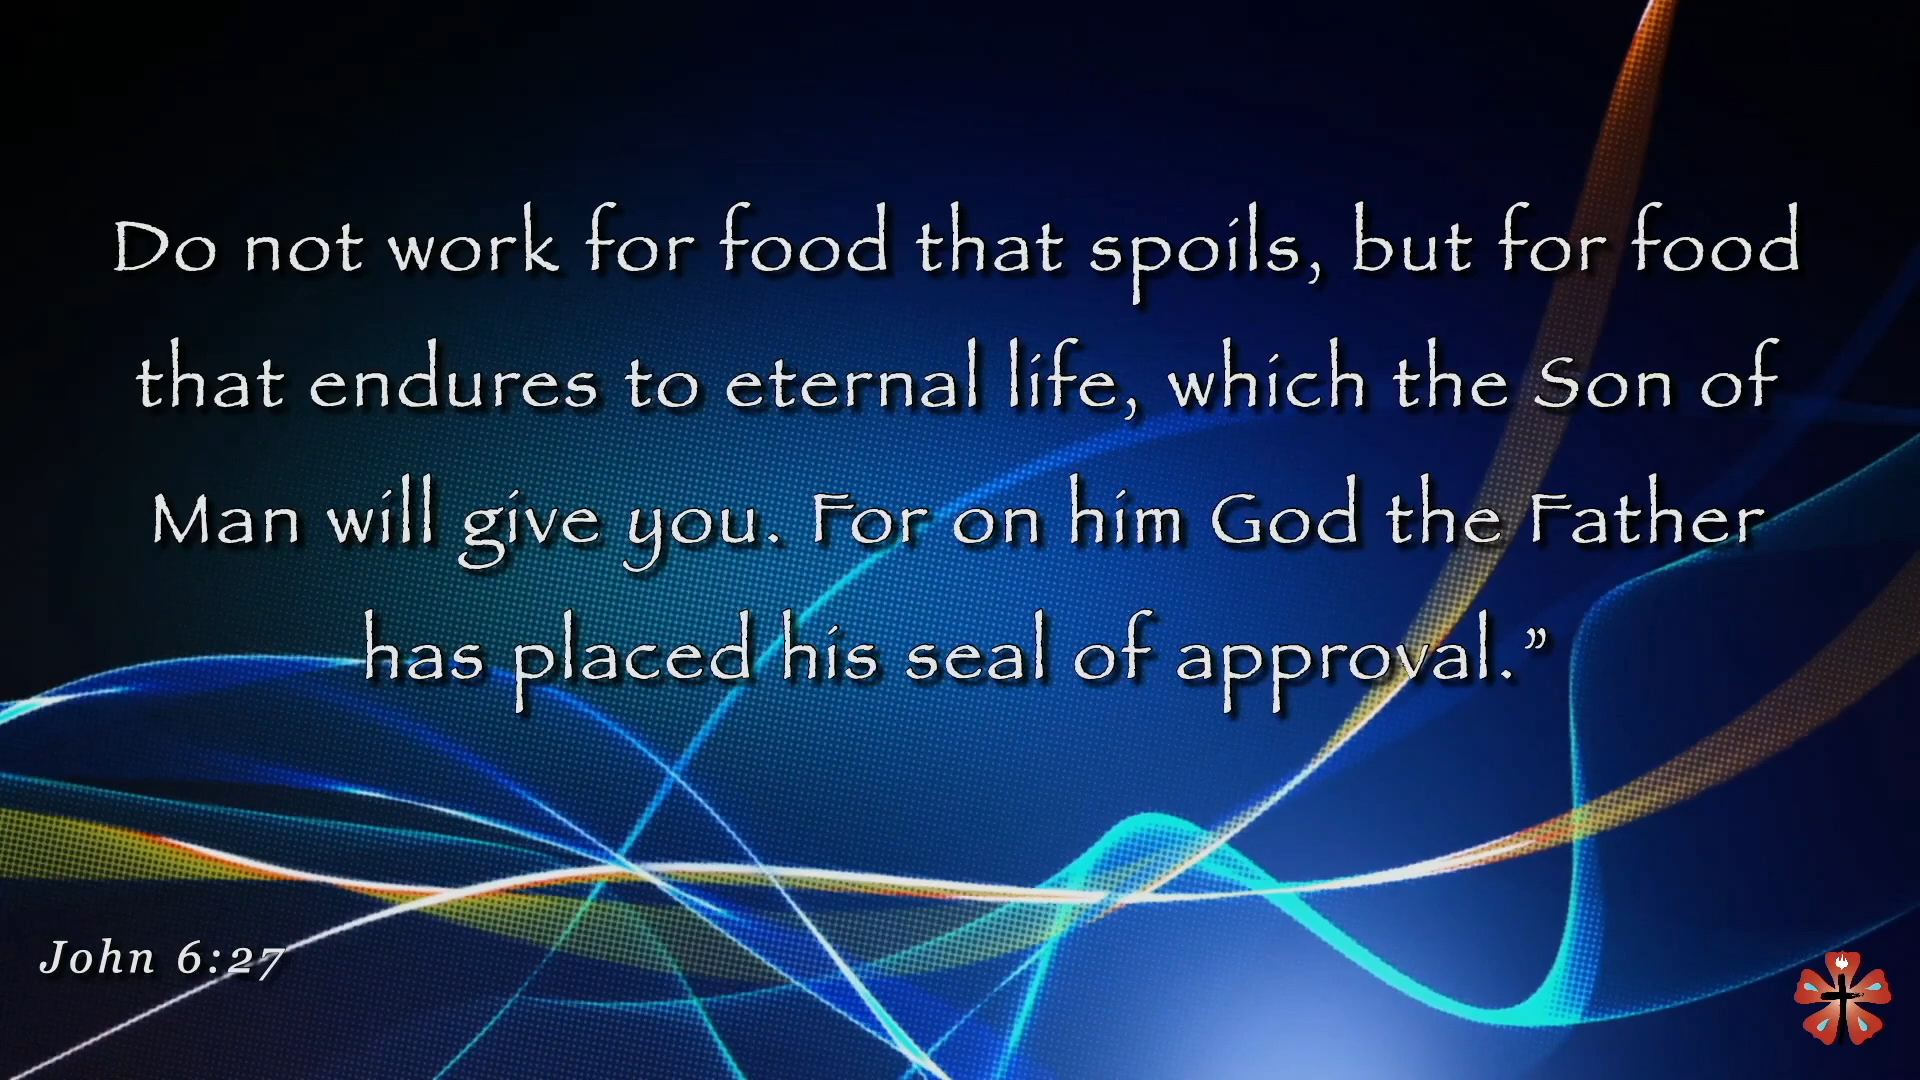 Do not work for food that spoils, but for food
that endures to eternal life, which the Son of
Man will give you. For on him God the Father
has placed his seal of approval.”
John 6:27